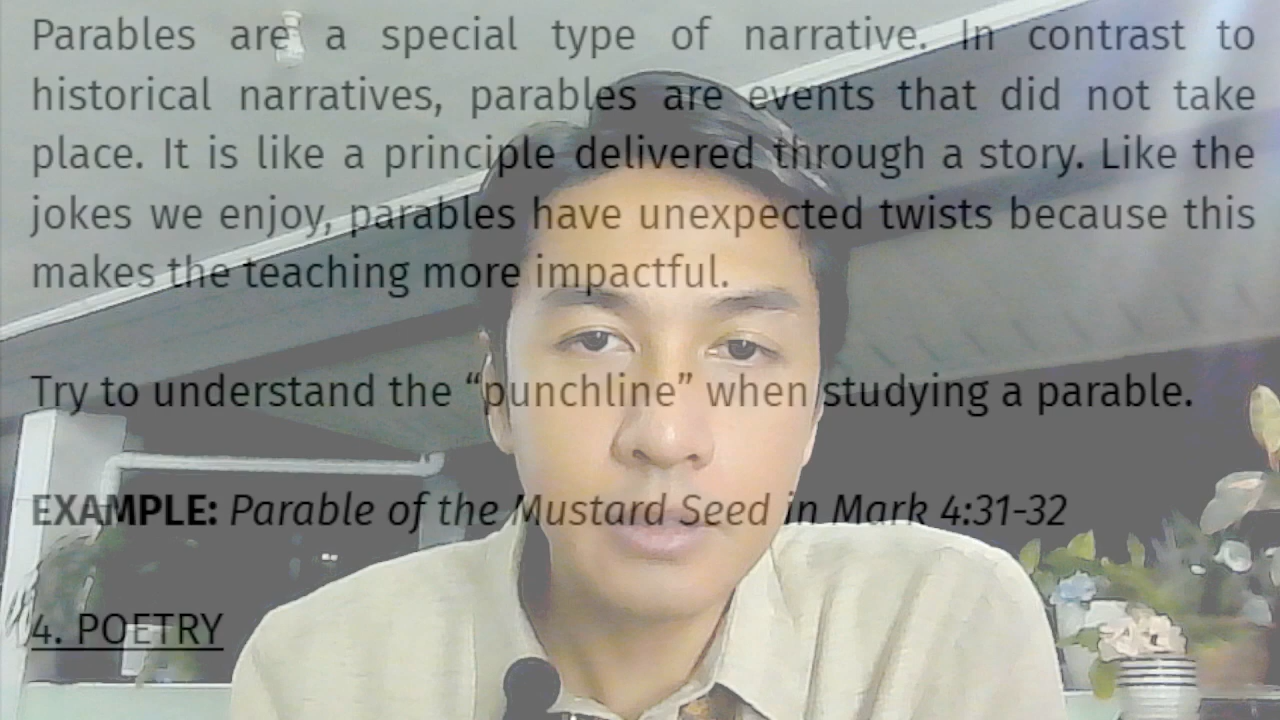 Parables are a special type of narrative. In contrast to
historical narratives, parables are events that did not take
place. It is like a principle delivered through a story. Like the
jokes we enjoy, parables have unexpected twists because this
makes the teaching more impactful.
Try to understand the “punchline” when studying a parable.
EXAMPLE: Parable of the Mustard Seed in Mark 4:31-32
4. POETRY